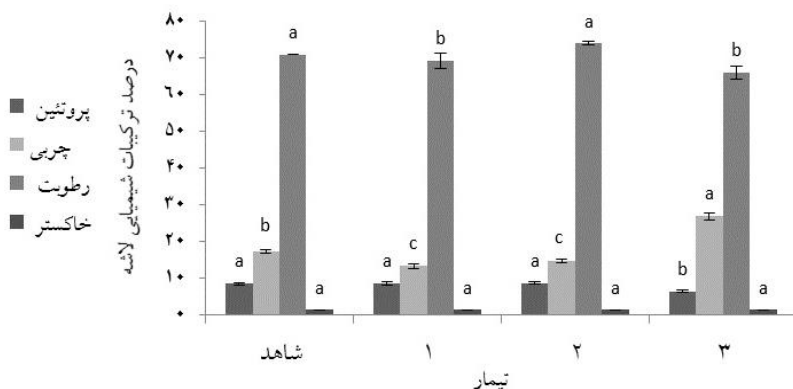 درصد ترکیبات شیمیایی لاشه
۸۰
۷۰
۶۰
۵۰
۴۰
۳۰
۲۰
۱۰
۰
پروتئین
چربی
رطوبت
خاکستر
a b a a
a c b a
a c a a
b a b a
شاهد ۱ ۲ ۳
تیمار